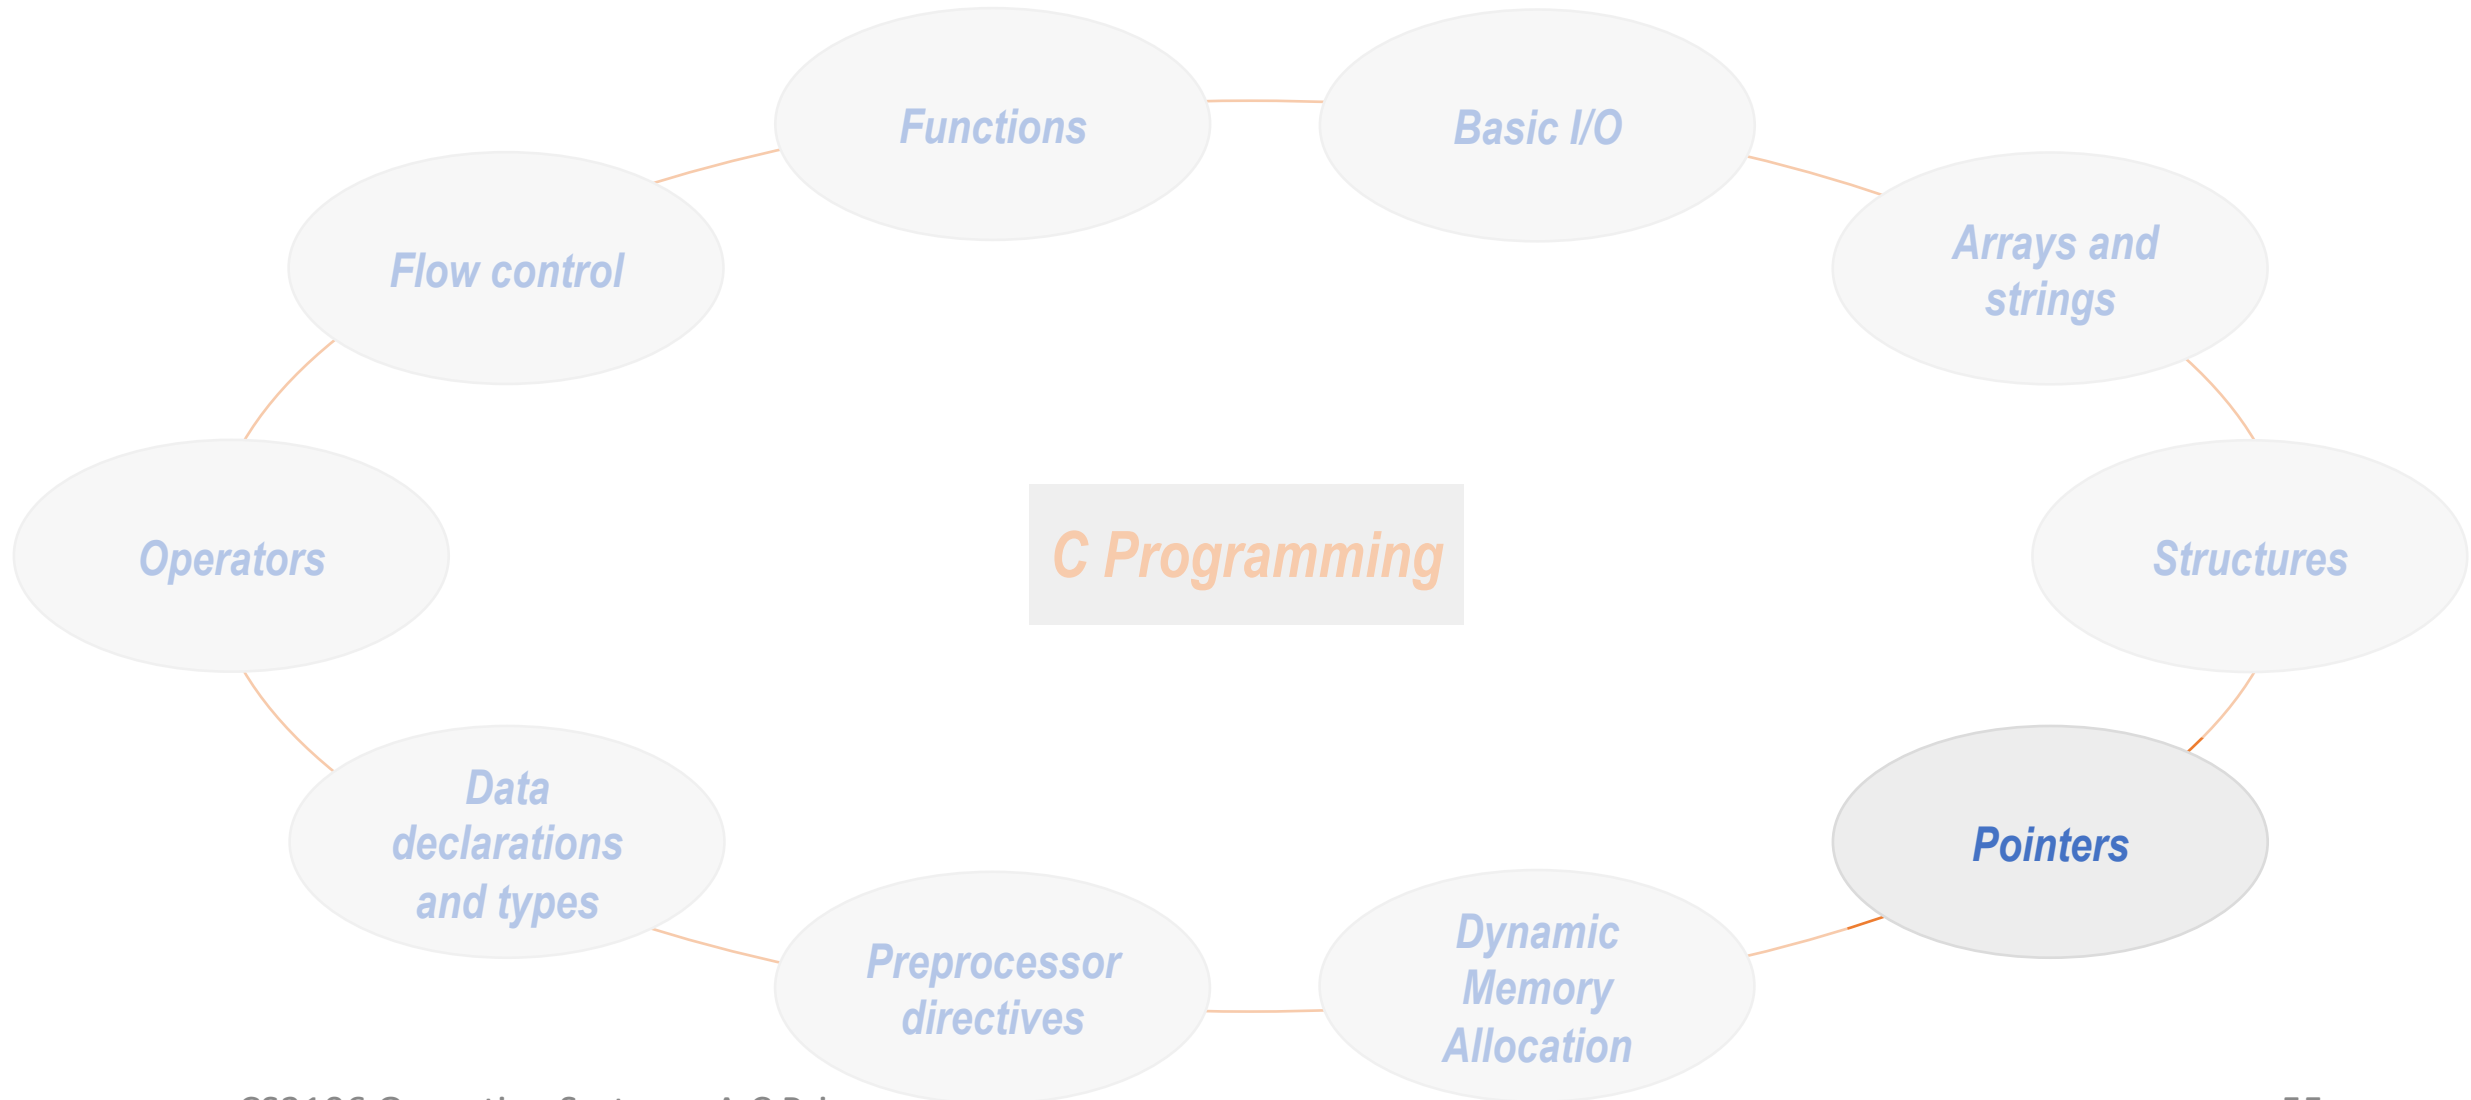 Functions
Basic I/O
Flow control
Arrays and
strings
Operators
C Programming
Structures
Data
declarations
and types
Pointers
Preprocessor
directives
Dynamic
Memory
Allocation